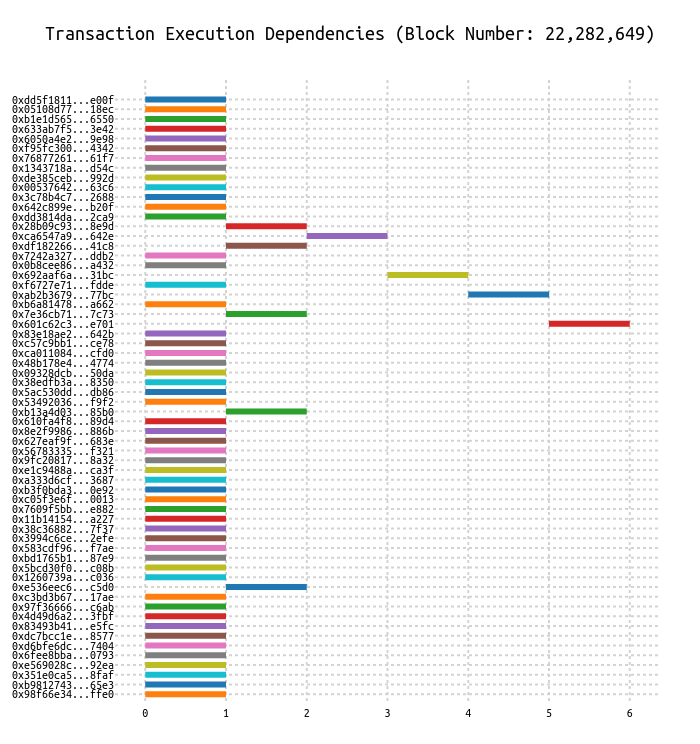 Transaction Execution Dependencies (Block Number: 22,282,649)
0xdd5f1811...e00f
0x05108d77...18ec
0xb1e1d565...6550
0x633ab7f5...3e42
0x6050a4e2...9e98
0xf95fc300...4342
0x76877261...61f7
0x1343718a...d54c
0xde385ceb...992d
0x00537642...63c6
0x3c78b4c7...2688
0x642c899e...b20f
0xdd3814da...2ca9
0x28b09c93...8e9d
0xca6547a9...642e
0xdf182266...41c8
0x7242a327...ddb2
0x0b8cee86...a432
0x692aaf6a...31bc
0xf6727e71...fdde
0xab2b3679...77bc
0xb6a81478...a662
0x7e36cb71...7c73
0x601c62c3...e701
0x83e18ae2...642b
0xc57c9bb1...ce78
0xca011084...cfd0
0x48b178e4...4774
0x09328dcb...50da
0x38edfb3a...8350
0x5ac530dd...db86
0x53492036...f9f2
0xb13a4d03...85b0
0x610fa4f8...89d4
0x8e2f9986...886b
0x627eaf9f...683e
0x56783335...f321
0x9fc20817...8a32
0xe1c9488a...ca3f
0xa333d6cf...3687
0xb3f0bda3...0e92
0xc05f3e6f...0013
0x7609f5bb...e882
0x11b14154...a227
0x38c36882...7f37
0x3994c6ce...2efe
0x583cdf96...f7ae
0xbd1765b1...87e9
0x5bcd30f0...c08b
0x1260739a...c036
0xe536eec6...c5d0
0xc3bd3b67...17ae
0x97f36666...c6ab
0x4d49d6a2...3fbf
0x83493b41...e5fc
0xdc7bcc1e...8577
0xd6bfe6dc...7404
0x6fee8bba...0793
0xe569028c...92ea
0x351e0ca5...8faf
0xb9812743...65e3
0x98f66e34...ffe0
0 1 2 3 4 5 6